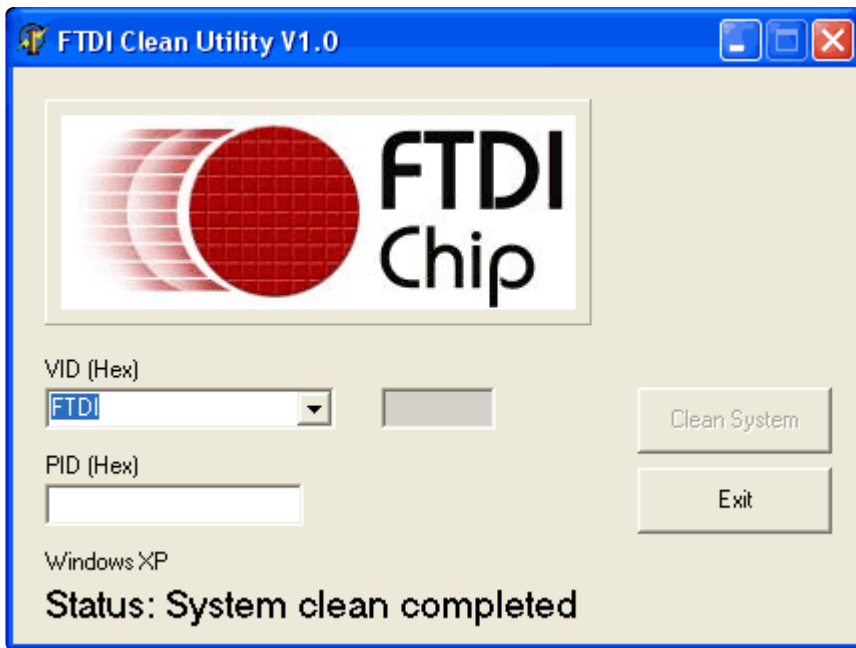 FTDI Clean Utility V1.0
FTDI
Chip
VID (Hex)
FTDI
Clean System
PID (Hex)
Exit
Windows XP
Status: System clean completed